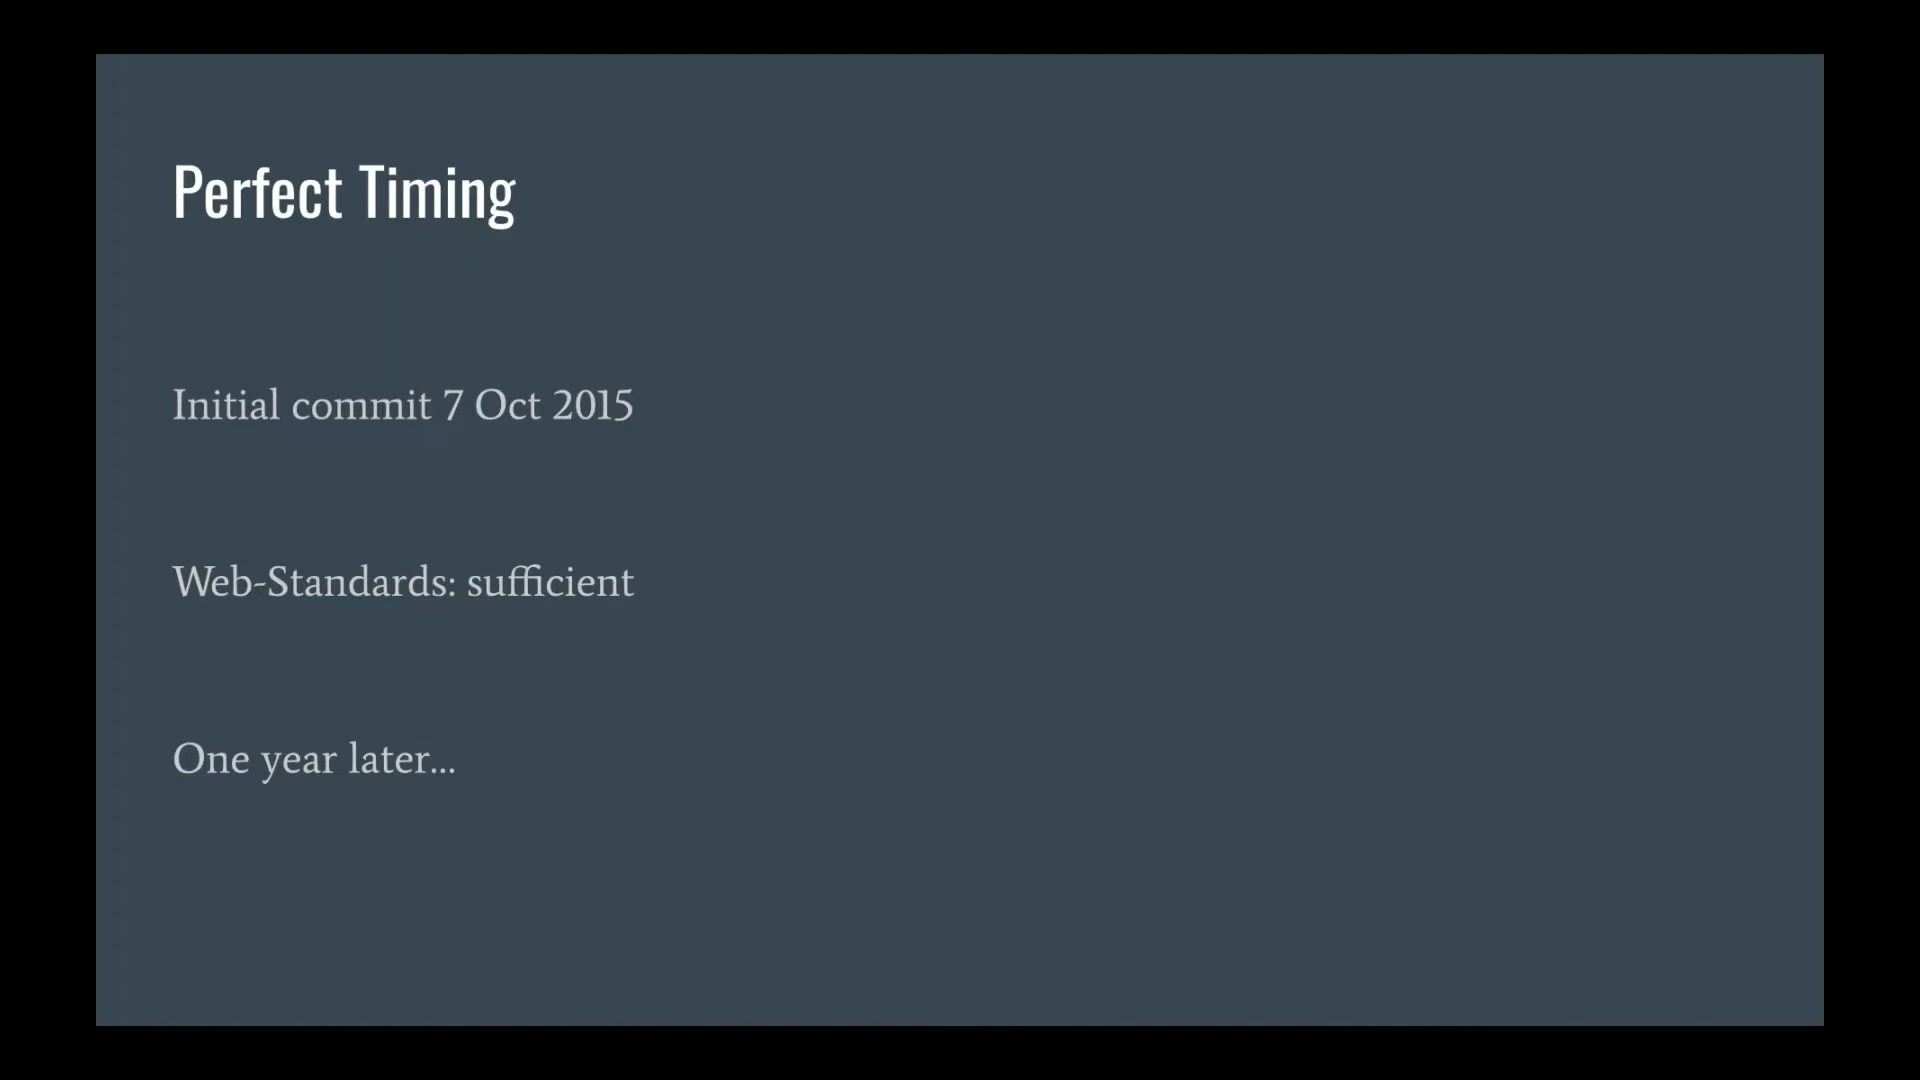 Perfect Timing
Initial commit 7 Oct 2015
Web-Standards: sufficient
One year later...